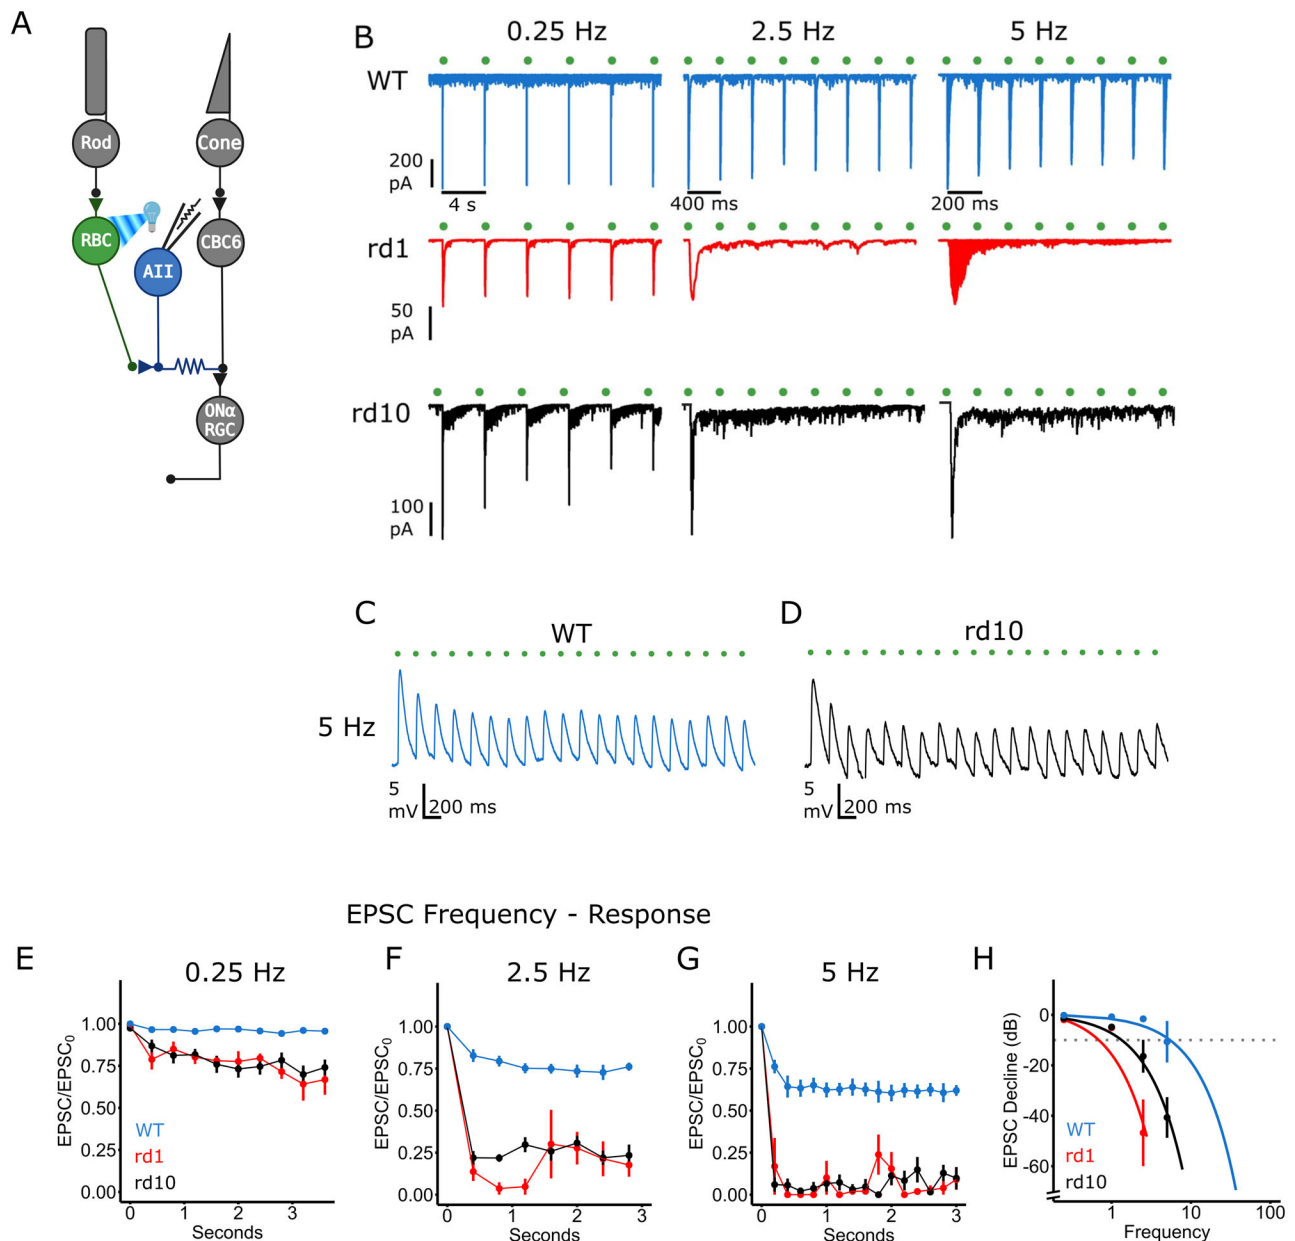 A
Rod
Cone
RBC
CBC6
AII
ONα
RGC
B
0.25 Hz
2.5 Hz
5 Hz
WT
200
pA
4 s
400 ms
200 ms
rd1
50
pA
rd10
100
pA
C
WT
D
rd10
5 Hz
5
mV
200 ms
5
mV
200 ms
EPSC Frequency - Response
E
0.25 Hz
EPSC/EPSC0
1.00
0.75
0.50
0.25
0.00
WT
rd1
rd10
0 1 2 3
Seconds
F
2.5 Hz
EPSC/EPSC0
1.00
0.75
0.50
0.25
0.00
0 1 2 3
Seconds
G
5 Hz
EPSC/EPSC0
1.00
0.75
0.50
0.25
0.00
0 1 2 3
Seconds
H
EPSC Decline (dB)
0
-20
-40
-60
WT
rd1
rd10
1 10 100
Frequency